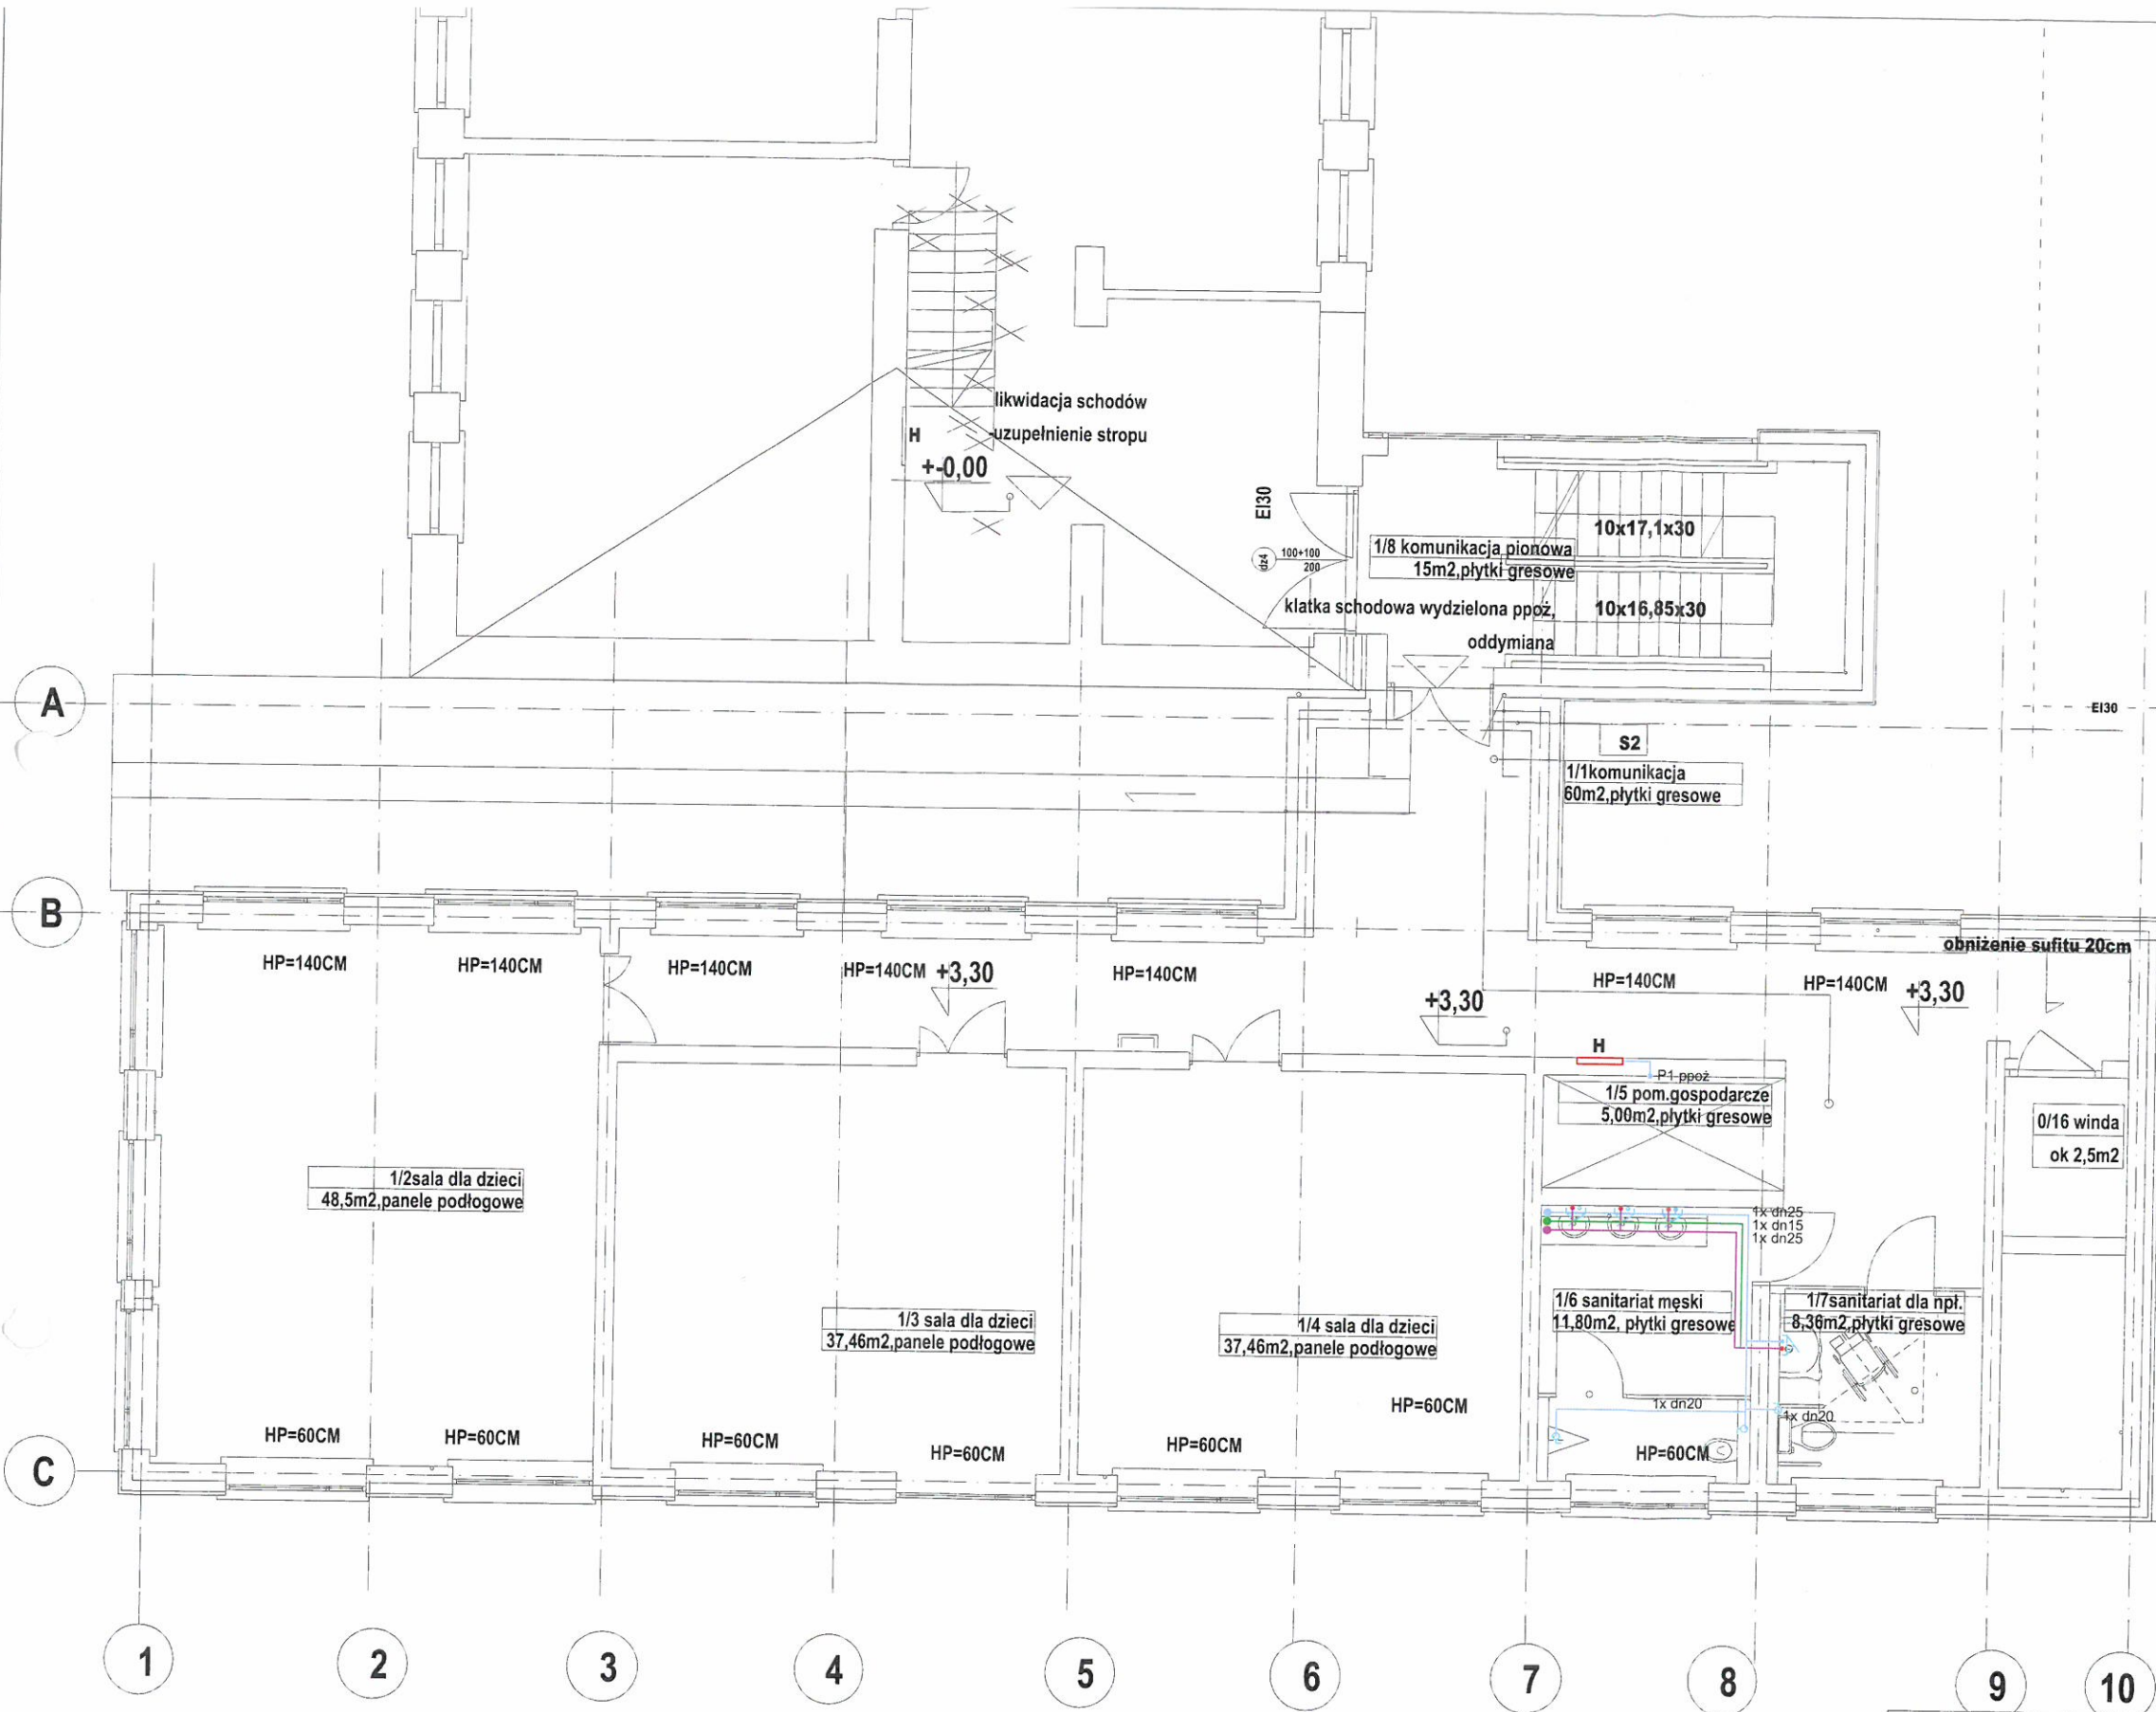 likwidacja schodów
H
-uzupełnienie stropu
+-0,00
EI30
dz4
100+100
200
1/8 komunikacja pionowa
15m2,płytki gresowe
10x17,1x30
klatka schodowa wydzielona ppoż,
10x16,85x30
oddymiana
A
EI30
S2
1/1komunikacja
60m2,płytki gresowe
B
obniżenie sufitu 20cm
HP=140CM
HP=140CM
HP=140CM
HP=140CM
+3,30
HP=140CM
HP=140CM
HP=140CM
+3,30
+3,30
H
P1 ppoż
1/5 pom.gospodarcze
5,00m2,płytki gresowe
0/16 winda
ok 2,5m2
1/2sala dla dzieci
48,5m2,panele podłogowe
1x dn25
1x dn15
1x dn25
1/3 sala dla dzieci
37,46m2,panele podłogowe
1/4 sala dla dzieci
37,46m2,panele podłogowe
1/6 sanitariat męski
11,80m2, płytki gresowe
1/7sanitariat dla npł.
8,36m2,płytki gresowe
HP=60CM
1x dn20
1x dn20
HP=60CM
HP=60CM
HP=60CM
HP=60CM
HP=60CM
HP=60CM
C
1
2
3
4
5
6
7
8
9
10